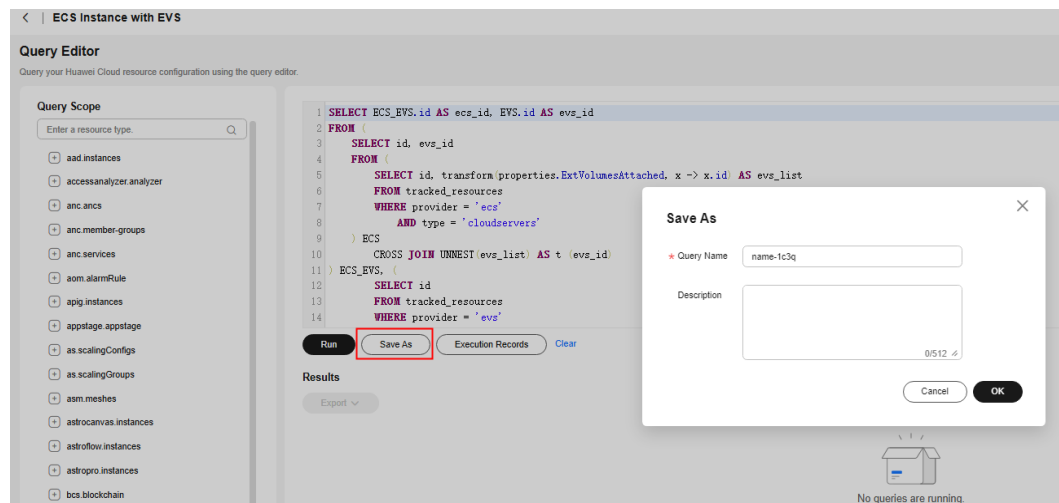 < | ECS Instance with EVS
Query Editor
Query your Huawei Cloud resource configuration using the query editor.
Query Scope
Enter a resource type.
aad.instances
accessanalyzer.analyzer
anc.ancs
anc.member-groups
anc.services
aom.alarmRule
apig.instances
appstage.appstage
as.scalingConfigs
as.scalingGroups
asm.meshes
astrocanvas.instances
astroflow.instances
astropro.instances
bcs.blockchain
1 SELECT ECS_EVS.id AS ecs_id, EVS.id AS evs_id
2 FROM (
3 SELECT id, evs_id
4 FROM (
5 SELECT id, transform(properties.ExtVolumesAttached, x -> x.id) AS evs_list
6 FROM tracked_resources
7 WHERE provider = 'ecs'
8 AND type = 'cloudservers'
9 ) ECS
10 CROSS JOIN UNNEST(evs_list) AS t (evs_id)
11 ) ECS_EVS, (
12 SELECT id
13 FROM tracked_resources
14 WHERE provider = 'evs'
Run Save As Execution Records Clear
Results
Export
No queries are running.
Save As
* Query Name name-1c3q
Description
0/512
Cancel OK